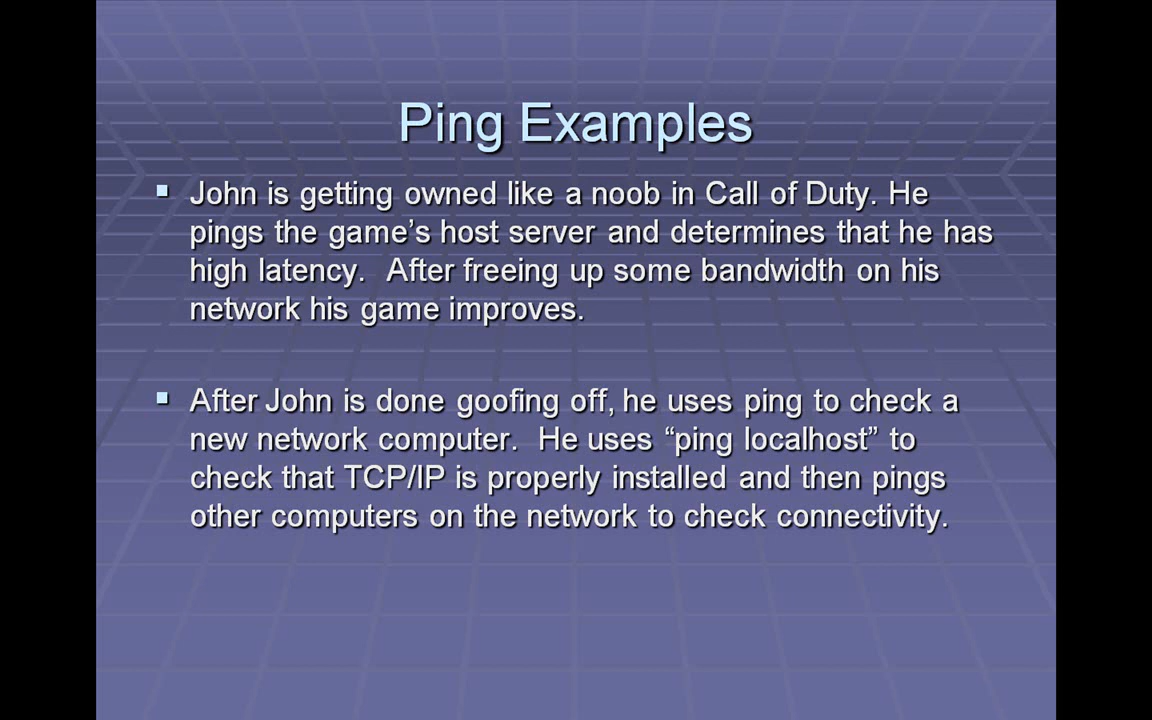 Ping Examples
John is getting owned like a noob in Call of Duty. He
pings the game’s host server and determines that he has
high latency.  After freeing up some bandwidth on his
network his game improves.
After John is done goofing off, he uses ping to check a
new network computer.  He uses “ping localhost” to
check that TCP/IP is properly installed and then pings
other computers on the network to check connectivity.